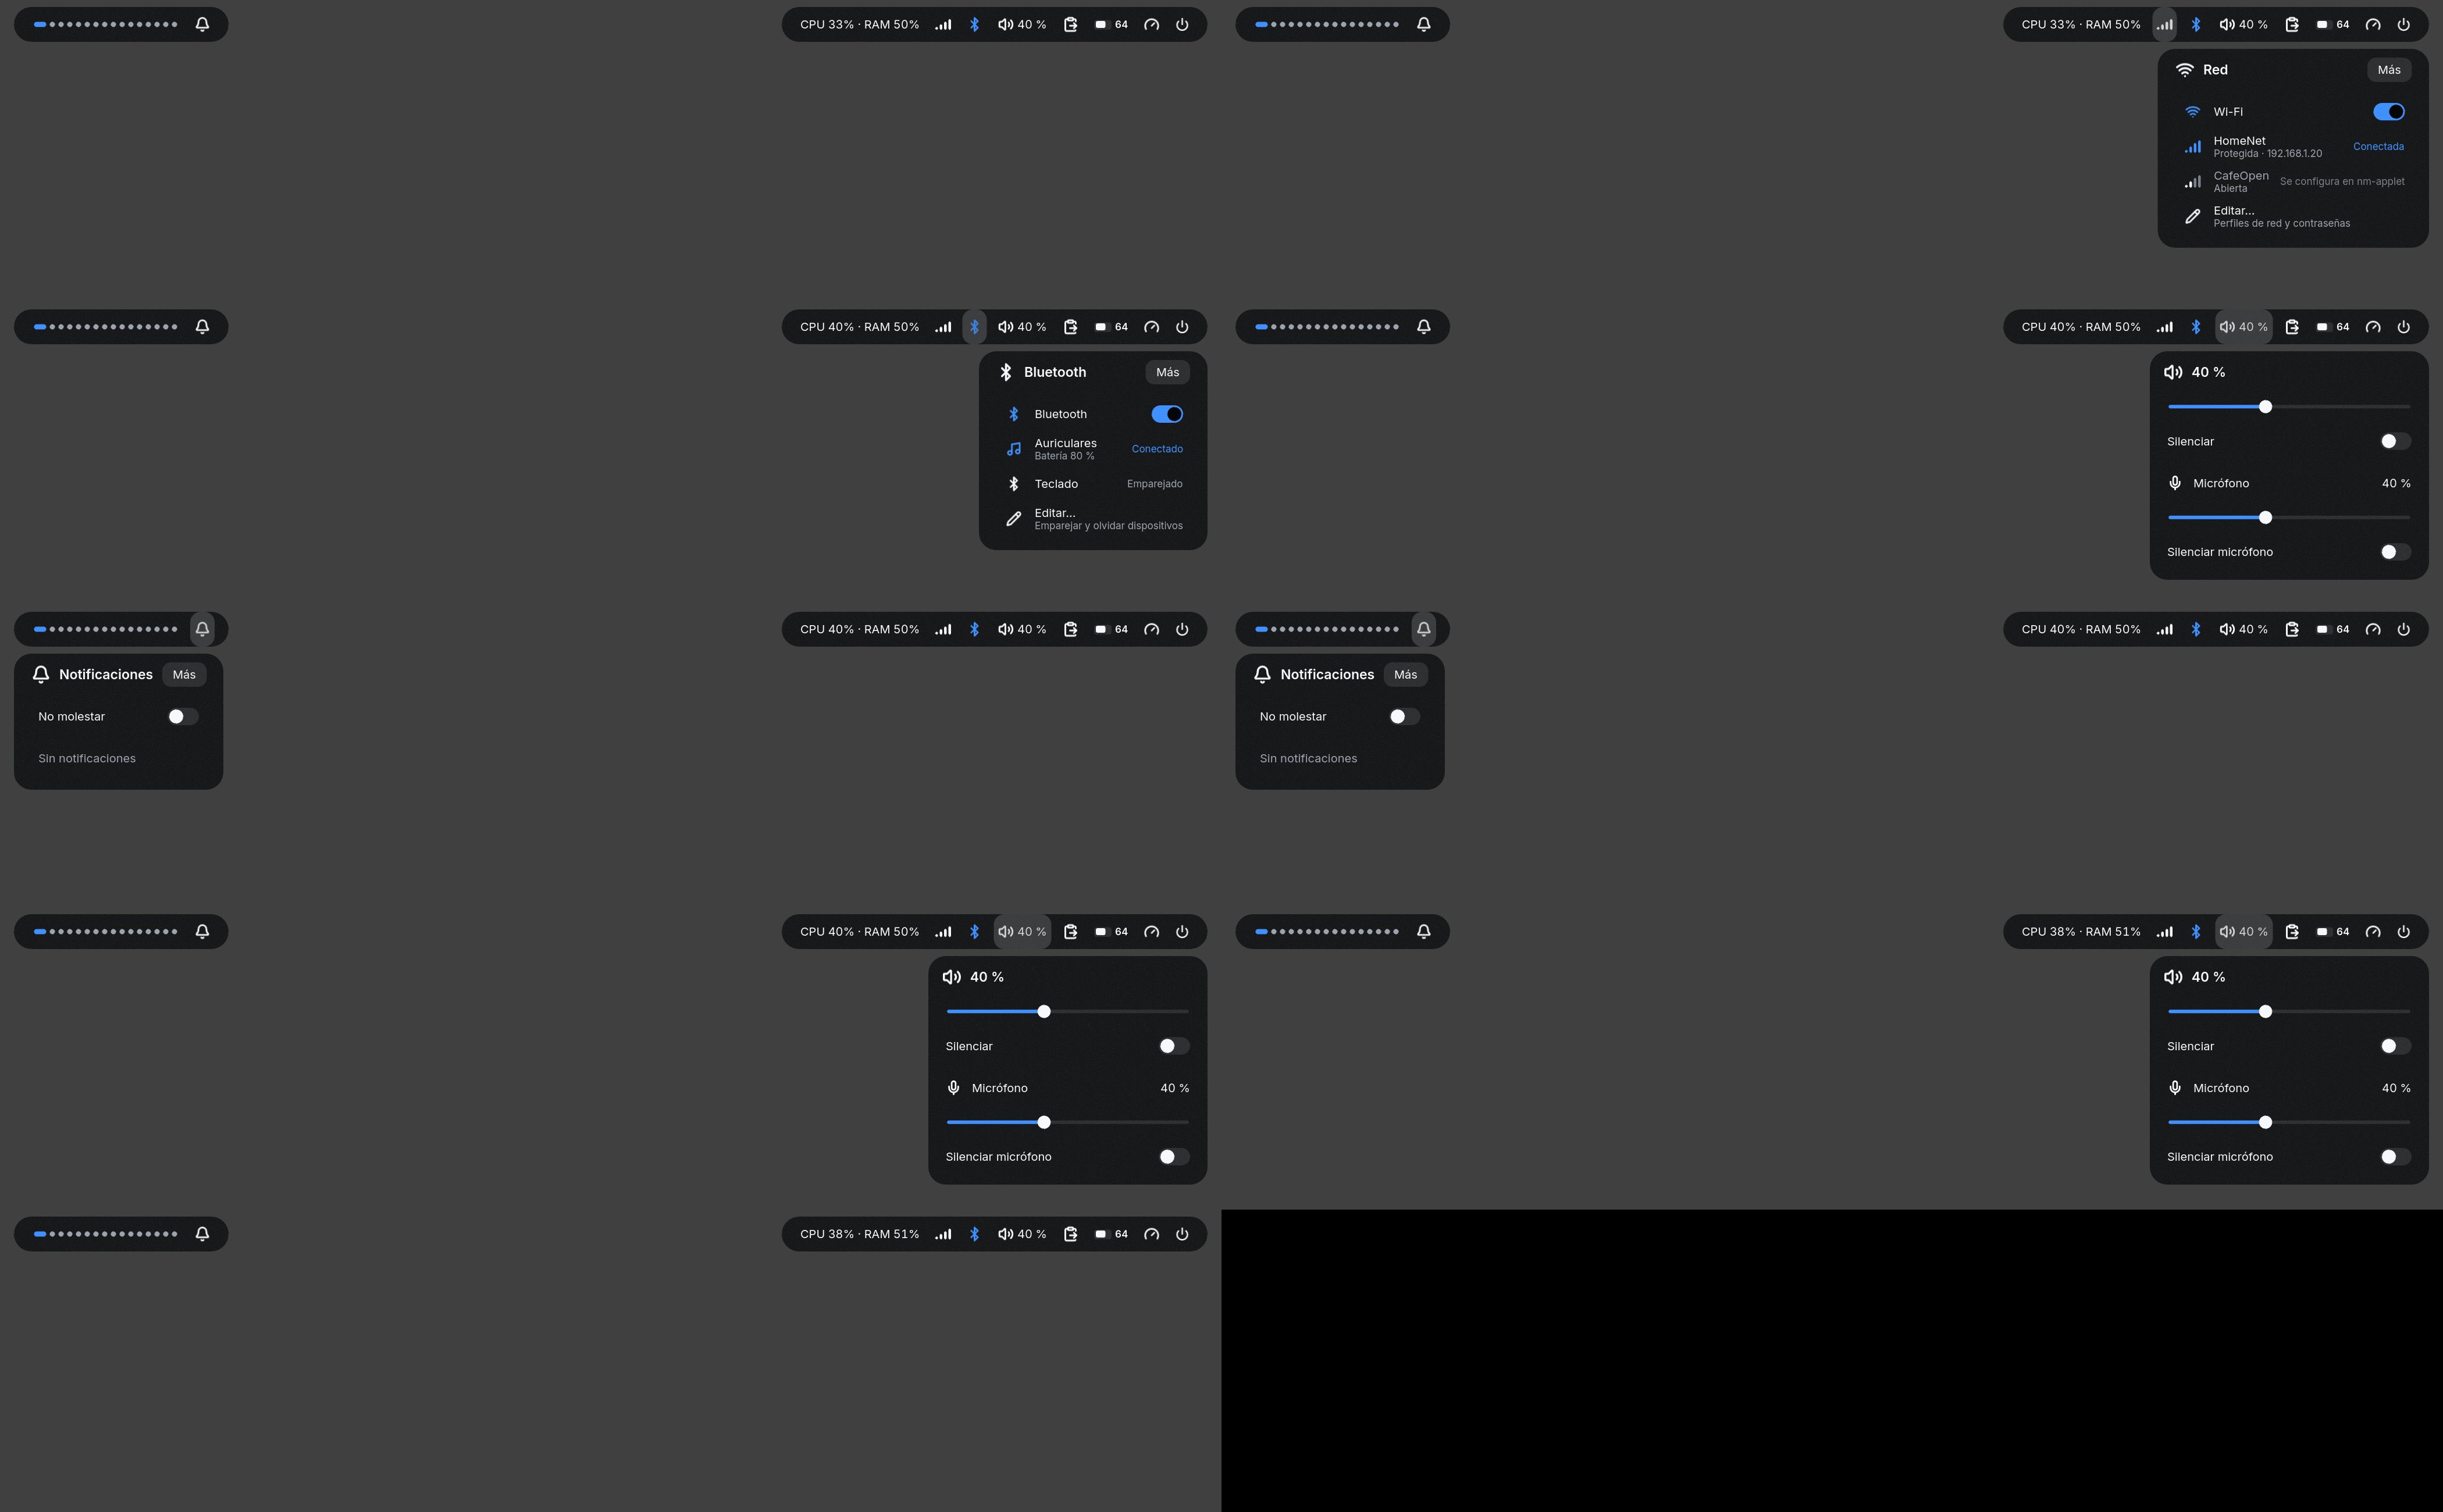 CPU 33% · RAM 50% 40 % 64
CPU 33% · RAM 50% 40 % 64
Red Más
Wi-Fi
HomeNet
Protegida · 192.168.1.20 Conectada
CafeOpen
Abierta Se configura en nm-applet
Editar...
Perfiles de red y contraseñas
CPU 40% · RAM 50% 40 % 64
Bluetooth Más
Bluetooth
Auriculares
Batería 80 % Conectado
Teclado Emparejado
Editar...
Emparejar y olvidar dispositivos
CPU 40% · RAM 50% 40 % 64
40 %
Silenciar
Micrófono 40 %
Silenciar micrófono
CPU 40% · RAM 50% 40 % 64
Notificaciones Más
No molestar
Sin notificaciones
CPU 40% · RAM 50% 40 % 64
Notificaciones Más
No molestar
Sin notificaciones
CPU 40% · RAM 50% 40 % 64
40 %
Silenciar
Micrófono 40 %
Silenciar micrófono
CPU 38% · RAM 51% 40 % 64
40 %
Silenciar
Micrófono 40 %
Silenciar micrófono
CPU 38% · RAM 51% 40 % 64